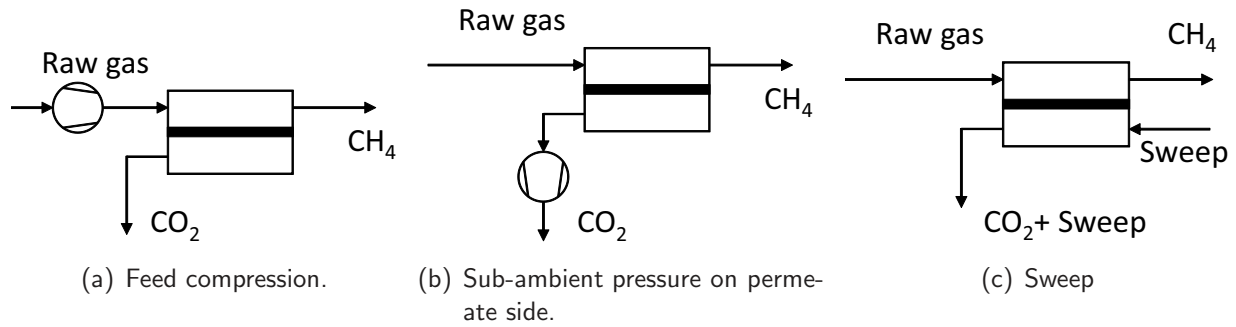 Raw gas
CH₄
CO₂
(a) Feed compression.
Raw gas
CH₄
CO₂
(b) Sub-ambient pressure on perme-
ate side.
Raw gas
CH₄
Sweep
CO₂+ Sweep
(c) Sweep